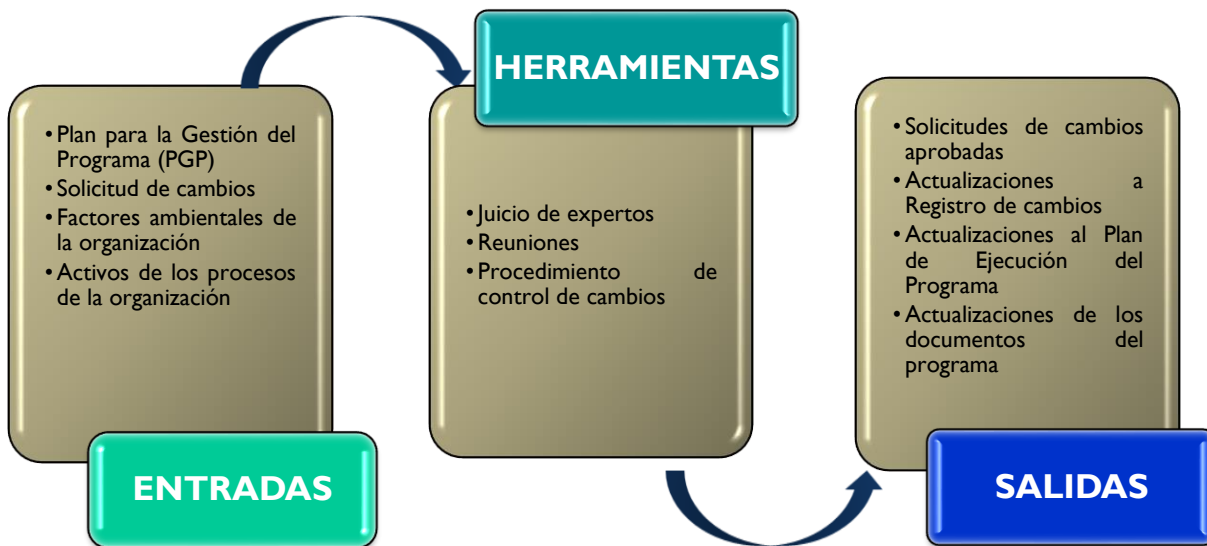 • Plan para la Gestión del
Programa (PGP)
• Solicitud de cambios
• Factores ambientales de
la organización
• Activos de los procesos
de la organización
ENTRADAS
HERRAMIENTAS
• Juicio de expertos
• Reuniones
• Procedimiento de
control de cambios
• Solicitudes de cambios
aprobadas
• Actualizaciones a
Registro de cambios
• Actualizaciones al Plan
de Ejecución del
Programa
• Actualizaciones de los
documentos del
programa
SALIDAS